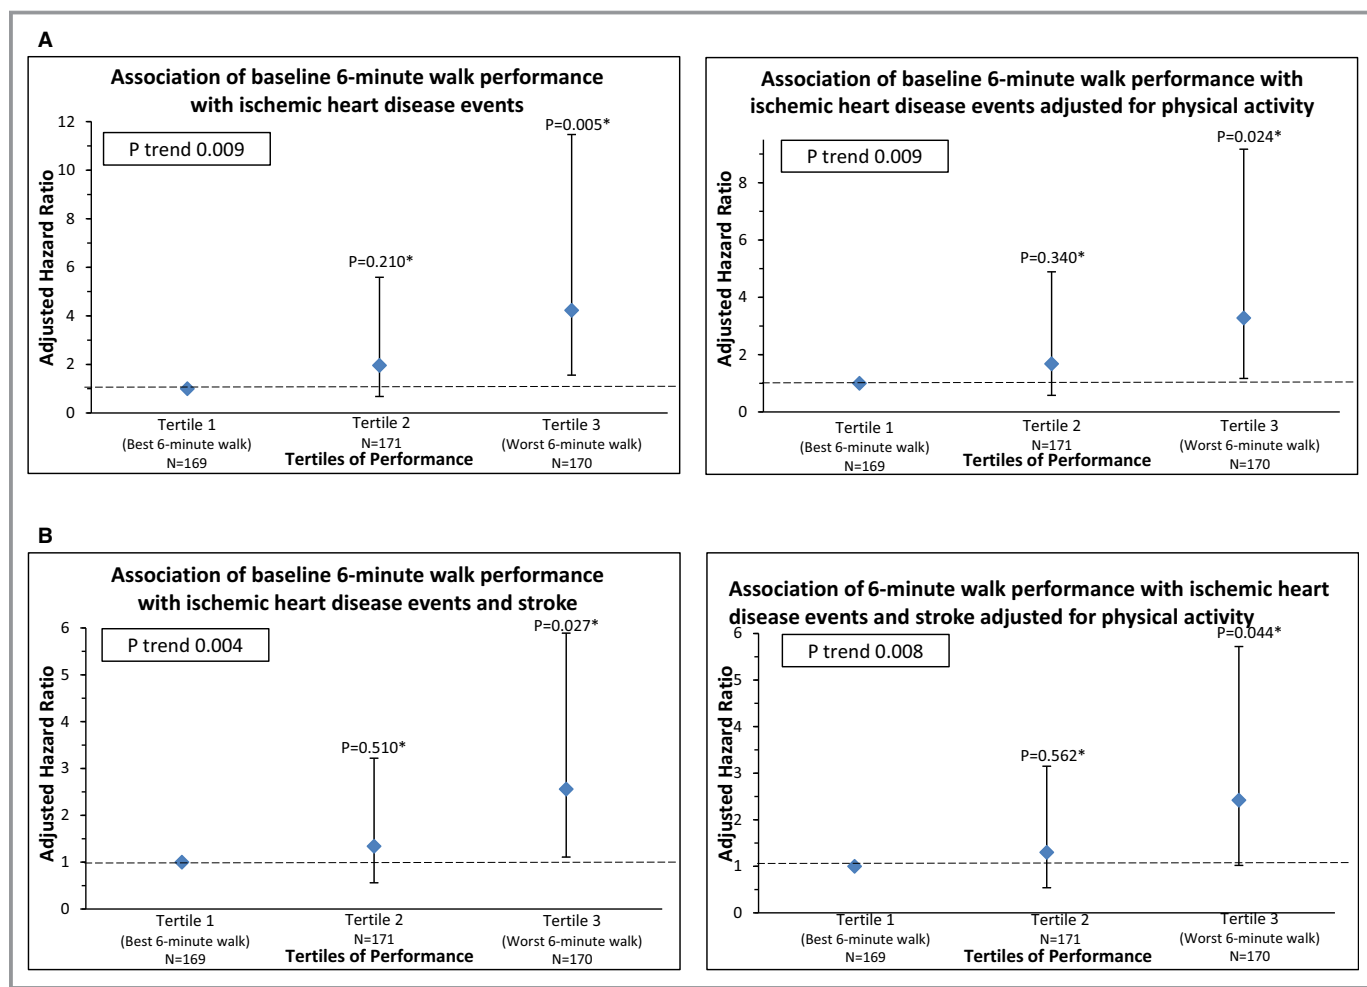 A
Association of baseline 6-minute walk performance
with ischemic heart disease events
P trend 0.009
Adjusted Hazard Ratio
12
10
8
6
4
2
0
P=0.210*
P=0.005*
Tertile 1
(Best 6-minute walk)
N=169
Tertile 2
N=171
Tertile 3
(Worst 6-minute walk)
N=170
Tertiles of Performance
Association of baseline 6-minute walk performance with
ischemic heart disease events adjusted for physical activity
P trend 0.009
Adjusted Hazard Ratio
8
6
4
2
0
P=0.340*
P=0.024*
Tertile 1
(Best 6-minute walk)
N=169
Tertile 2
N=171
Tertile 3
(Worst 6-minute walk)
N=170
Tertiles of Performance
B
Association of baseline 6-minute walk performance
with ischemic heart disease events and stroke
P trend 0.004
Adjusted Hazard Ratio
6
5
4
3
2
1
0
P=0.510*
P=0.027*
Tertile 1
(Best 6-minute walk)
N=169
Tertile 2
N=171
Tertile 3
(Worst 6-minute walk)
N=170
Tertiles of Performance
Association of 6-minute walk performance with ischemic heart
disease events and stroke adjusted for physical activity
P trend 0.008
Adjusted Hazard Ratio
6
5
4
3
2
1
0
P=0.562*
P=0.044*
Tertile 1
(Best 6-minute walk)
N=169
Tertile 2
N=171
Tertile 3
(Worst 6-minute walk)
N=170
Tertiles of Performance